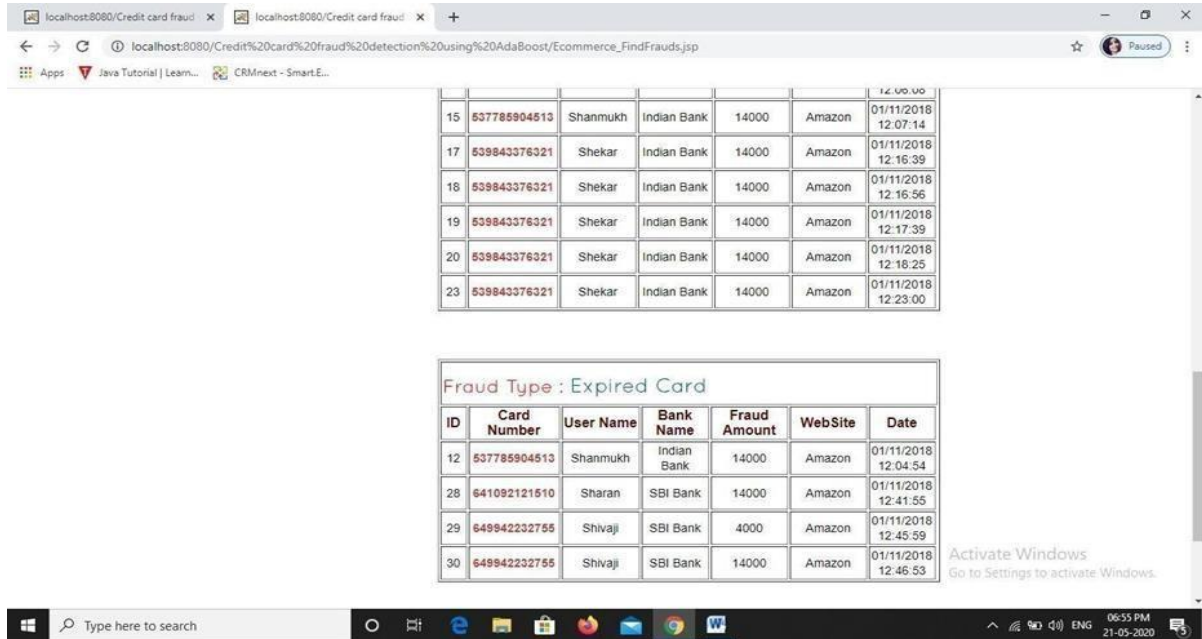 localhost:8080/Credit card fraud
localhost:8080/Credit card fraud
localhost:8080/Credit%20card%20fraud%20detection%20using%20AdaBoost/Ecommerce_FindFrauds.jsp
Paused
Apps Java Tutorial | Learn... CRMnext - Smart.E...
12:06:08
15 537785904513 Shanmukh Indian Bank 14000 Amazon 01/11/2018 12:07:14
17 539843376321 Shekar Indian Bank 14000 Amazon 01/11/2018 12:16:39
18 539843376321 Shekar Indian Bank 14000 Amazon 01/11/2018 12:16:56
19 539843376321 Shekar Indian Bank 14000 Amazon 01/11/2018 12:17:39
20 539843376321 Shekar Indian Bank 14000 Amazon 01/11/2018 12:18:25
23 539843376321 Shekar Indian Bank 14000 Amazon 01/11/2018 12:23:00
Fraud Type : Expired Card
ID Card Number User Name Bank Name Fraud Amount WebSite Date
12 537785904513 Shanmukh Indian Bank 14000 Amazon 01/11/2018 12:04:54
28 641092121510 Sharan SBI Bank 14000 Amazon 01/11/2018 12:41:55
29 649942232755 Shivaji SBI Bank 4000 Amazon 01/11/2018 12:45:59
30 649942232755 Shivaji SBI Bank 14000 Amazon 01/11/2018 12:46:53
Activate Windows
Go to Settings to activate Windows.
Type here to search
ENG
06:55 PM
21-05-2020